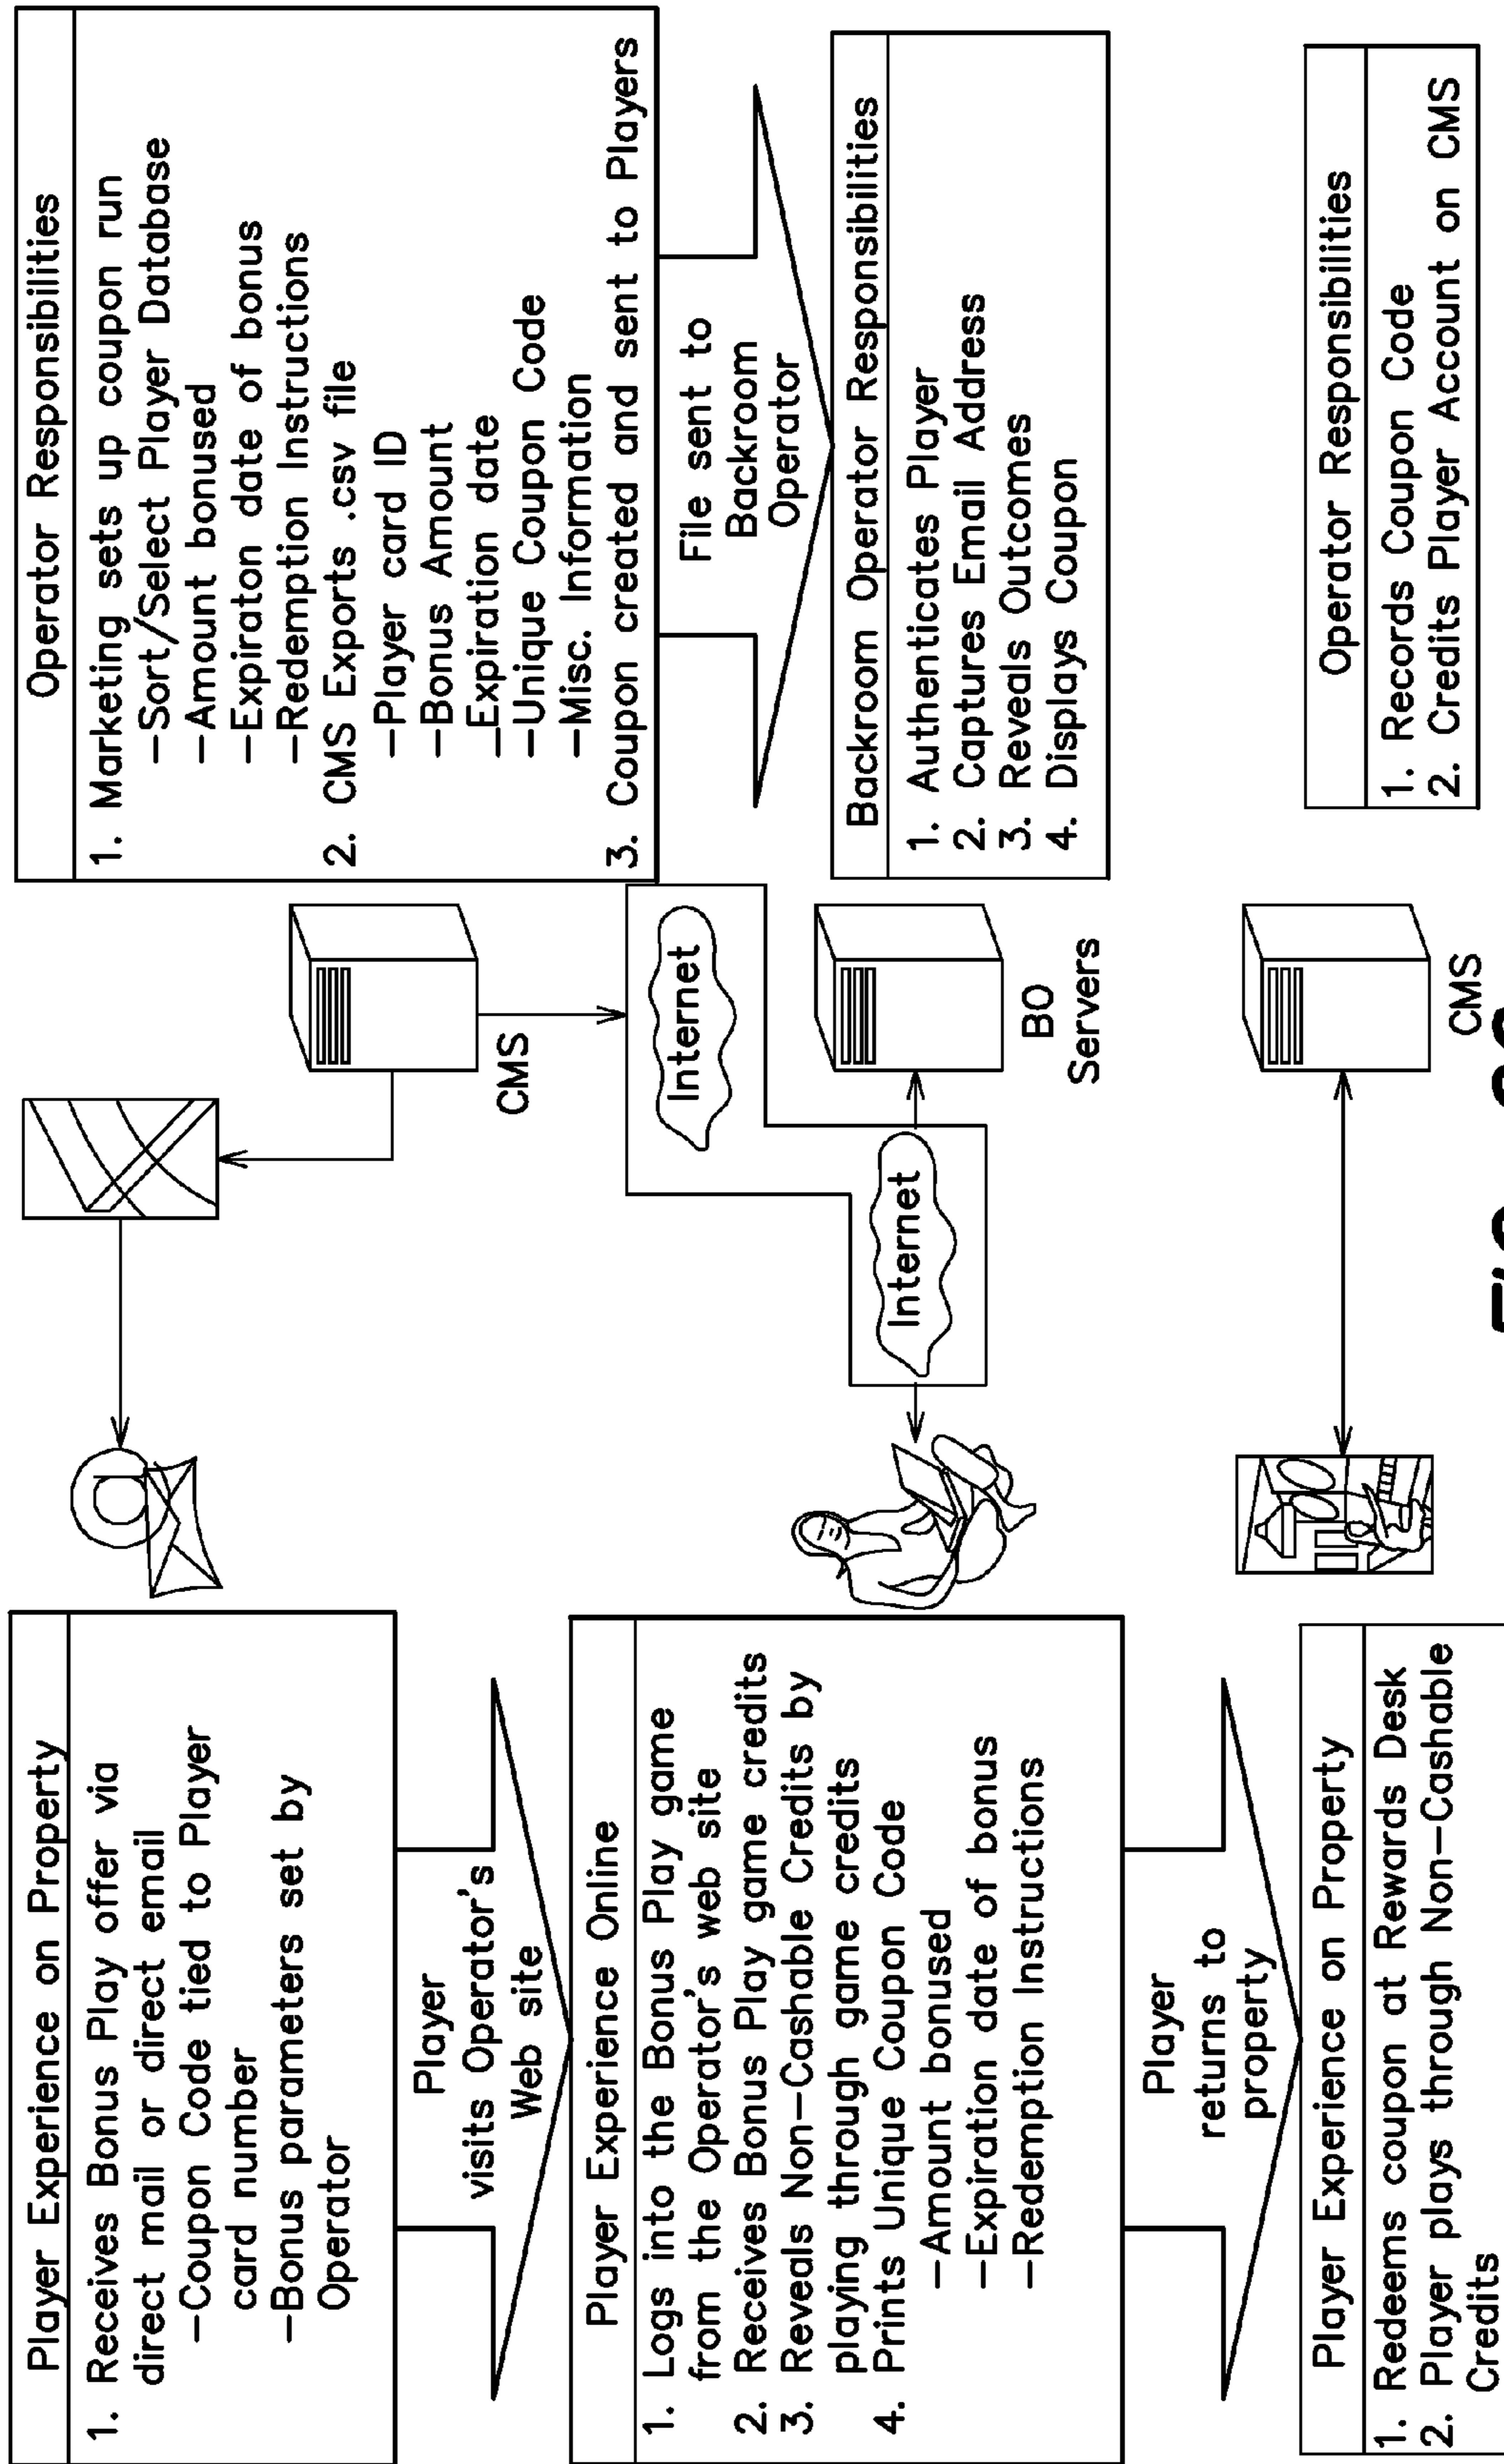 Player Experience on Property
1. Receives Bonus Play offer via
direct mail or direct email
–Coupon Code tied to Player
card number
–Bonus parameters set by
Operator
Player
visits Operator's
Web site
Player Experience Online
1. Logs into the Bonus Play game
from the Operator's web site
2. Receives Bonus Play game credits
3. Reveals Non–Cashable Credits by
playing through game credits
4. Prints Unique Coupon Code
–Amount bonused
–Expiration date of bonus
–Redemption Instructions
Player
returns to
property
Player Experience on Property
1. Redeems coupon at Rewards Desk
2. Player plays through Non–Cashable
Credits
CMS
Internet
Internet
BO
Servers
CMS
Operator Responsibilities
1. Marketing sets up coupon run
–Sort/Select Player Database
–Amount bonused
–Expiraton date of bonus
–Redemption Instructions
2. CMS Exports .csv file
–Player card ID
–Bonus Amount
–Expiration date
–Unique Coupon Code
–Misc. Information
3. Coupon created and sent to Players
File sent to
Backroom
Operator
Backroom Operator Responsibilities
1. Authenticates Player
2. Captures Email Address
3. Reveals Outcomes
4. Displays Coupon
Operator Responsibilities
1. Records Coupon Code
2. Credits Player Account on CMS